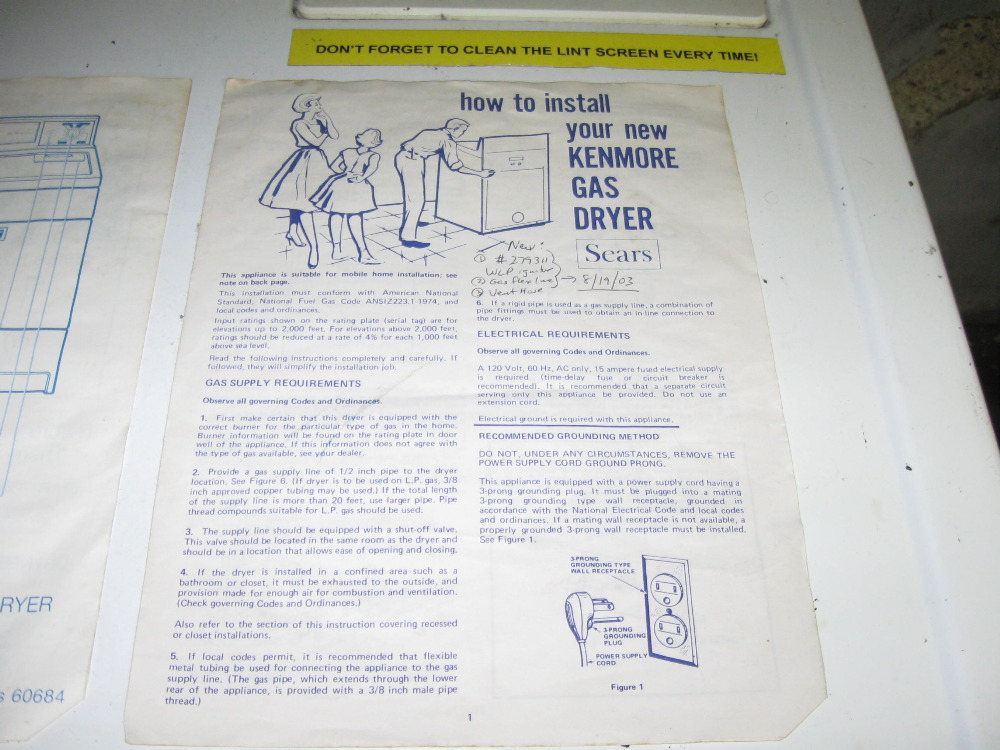 DON'T FORGET TO CLEAN THE LINT SCREEN EVERY TIME!
how to install
your new
KENMORE
GAS
DRYER
Sears
New:
① #279311
WLP ignitor
② Gas flex line
③ Vent Hose
→ 8/19/03
This appliance is suitable for mobile home installation; see
note on back page.
This installation must conform with American National
Standard, National Fuel Gas Code ANSIZ223.1-1974, and
local codes and ordinances.
Input ratings shown on the rating plate (serial tag) are for
elevations up to 2,000 feet. For elevations above 2,000 feet,
ratings should be reduced at a rate of 4% for each 1,000 feet
above sea level.
Read the following instructions completely and carefully. If
followed, they will simplify the installation job.
GAS SUPPLY REQUIREMENTS
Observe all governing Codes and Ordinances.
1. First make certain that this dryer is equipped with the
correct burner for the particular type of gas in the home.
Burner information will be found on the rating plate in door
well of the appliance. If this information does not agree with
the type of gas available, see your dealer.
2. Provide a gas supply line of 1/2 inch pipe to the dryer
location. See Figure 6. (If dryer is to be used on L.P. gas, 3/8
inch approved copper tubing may be used.) If the total length
of the supply line is more than 20 feet, use larger pipe. Pipe
thread compounds suitable for L.P. gas should be used.
3. The supply line should be equipped with a shut-off valve.
This valve should be located in the same room as the dryer and
should be in a location that allows ease of opening and closing.
4. If the dryer is installed in a confined area such as a
bathroom or closet, it must be exhausted to the outside, and
provision made for enough air for combustion and ventilation.
(Check governing Codes and Ordinances.)
Also refer to the section of this instruction covering recessed
or closet installations.
5. If local codes permit, it is recommended that flexible
metal tubing be used for connecting the appliance to the gas
supply line. (The gas pipe, which extends through the lower
rear of the appliance, is provided with a 3/8 inch male pipe
thread.)
6. If a rigid pipe is used as a gas supply line, a combination of
pipe fittings must be used to obtain an in-line connection to
the dryer.
ELECTRICAL REQUIREMENTS
Observe all governing Codes and Ordinances.
A 120 Volt, 60 Hz, AC only, 15 ampere fused electrical supply
is required (time-delay fuse or circuit breaker is
recommended). It is recommended that a separate circuit
serving only this appliance be provided. Do not use an
extension cord.
Electrical ground is required with this appliance.
RECOMMENDED GROUNDING METHOD
DO NOT, UNDER ANY CIRCUMSTANCES, REMOVE THE
POWER SUPPLY CORD GROUND PRONG.
This appliance is equipped with a power supply cord having a
3-prong grounding plug. It must be plugged into a mating
3-prong grounding type wall receptacle, grounded in
accordance with the National Electrical Code and local codes
and ordinances. If a mating wall receptacle is not available, a
properly grounded 3-prong wall receptacle must be installed.
See Figure 1.
3-PRONG
GROUNDING TYPE
WALL RECEPTACLE
3-PRONG
GROUNDING
PLUG
POWER SUPPLY
CORD
Figure 1
1
RYER
s 60684